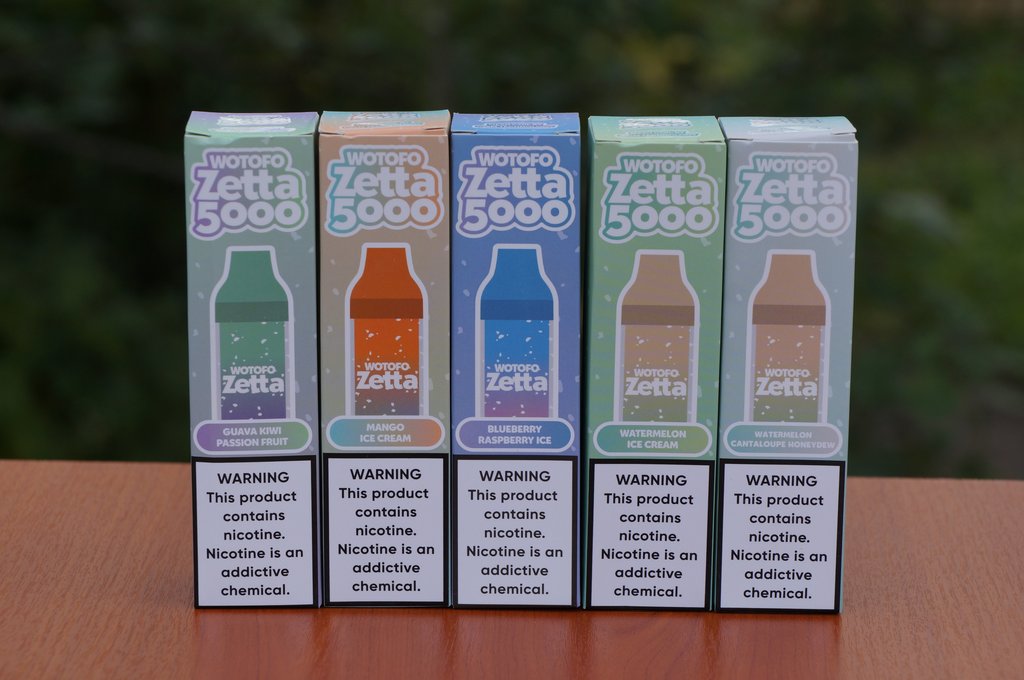 WOTOFO
Zetta
5000
WOTOFO
Zetta
GUAVA KIWI
PASSION FRUIT
WARNING
This product
contains
nicotine.
Nicotine is an
addictive
chemical.
WOTOFO
Zetta
5000
WOTOFO
Zetta
MANGO
ICE CREAM
WARNING
This product
contains
nicotine.
Nicotine is an
addictive
chemical.
WOTOFO
Zetta
5000
WOTOFO
Zetta
BLUEBERRY
RASPBERRY ICE
WARNING
This product
contains
nicotine.
Nicotine is an
addictive
chemical.
WOTOFO
Zetta
5000
WOTOFO
Zetta
WATERMELON
ICE CREAM
WARNING
This product
contains
nicotine.
Nicotine is an
addictive
chemical.
WOTOFO
Zetta
5000
WOTOFO
Zetta
WATERMELON
CANTALOUPE HONEYDEW
WARNING
This product
contains
nicotine.
Nicotine is an
addictive
chemical.